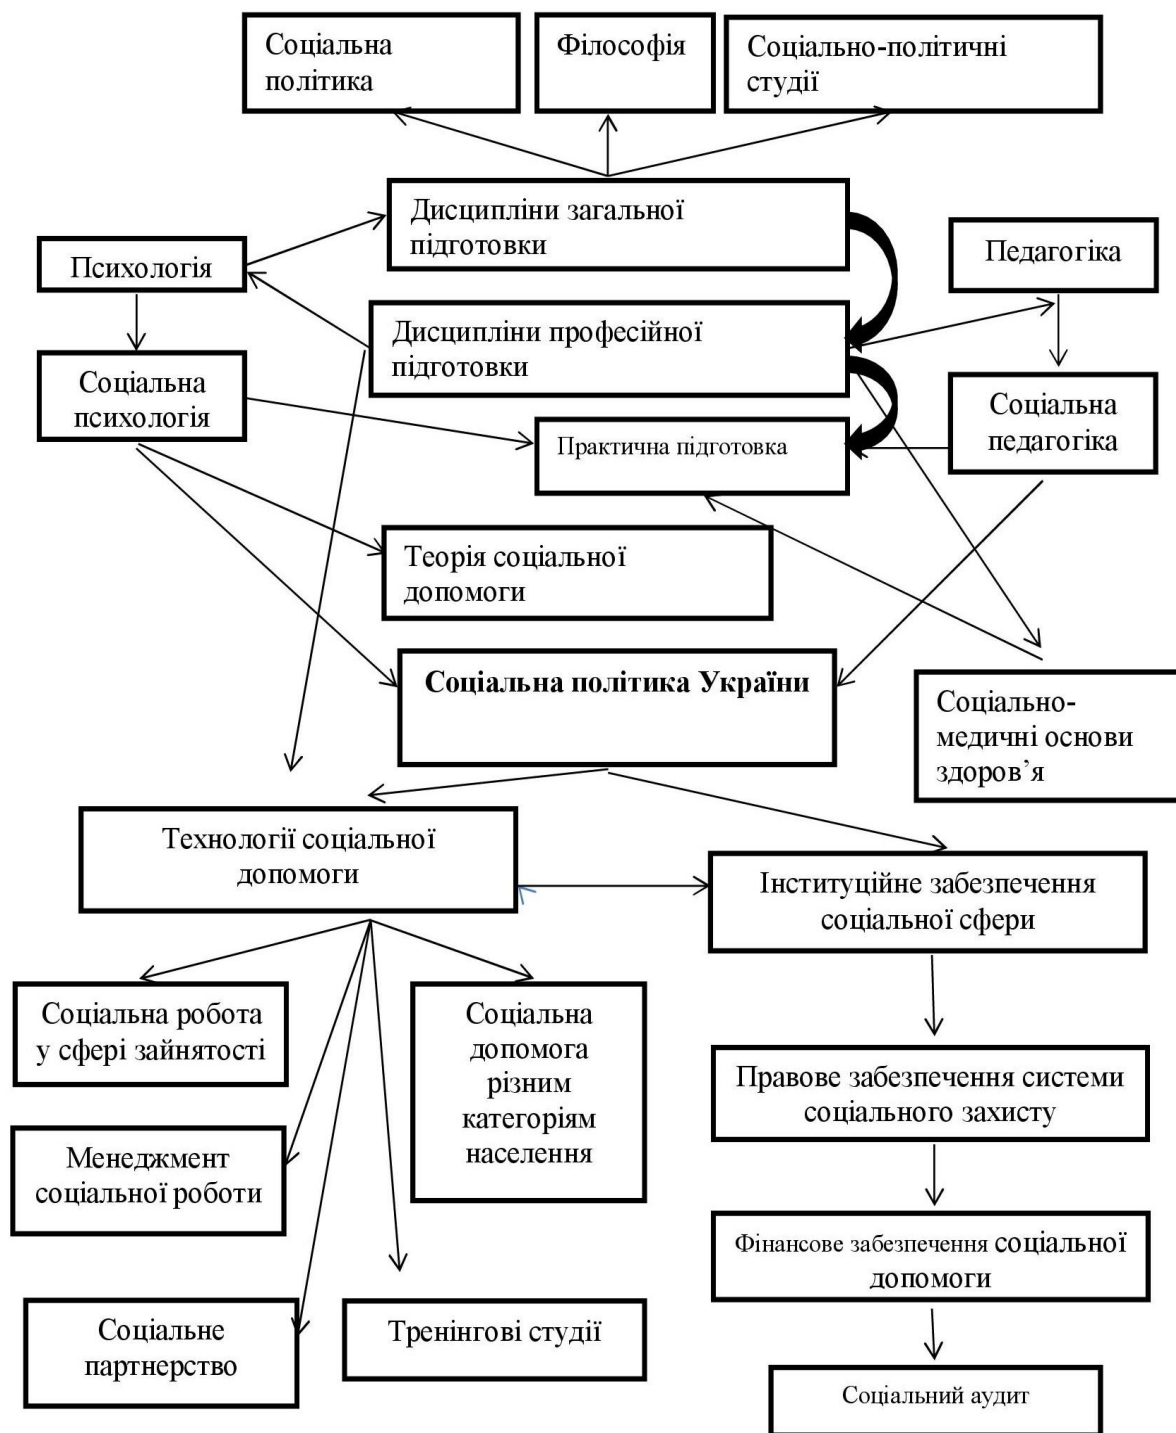 Соціальна
політика
Філософія
Соціально-політичні
студії
Дисципліни загальної
підготовки
Психологія
Педагогіка
Дисципліни професійної
підготовки
Соціальна
психологія
Соціальна
педагогіка
Практична підготовка
Теорія соціальної
допомоги
Соціальна політика України
Соціально-
медичні основи
здоров’я
Технології соціальної
допомоги
Інституційне забезпечення
соціальної сфери
Соціальна робота
у сфері зайнятості
Соціальна
допомога
різним
категоріям
населення
Правове забезпечення системи
соціального захисту
Менеджмент
соціальної роботи
Фінансове забезпечення соціальної
допомоги
Соціальне
партнерство
Тренінгові студії
Соціальний аудит